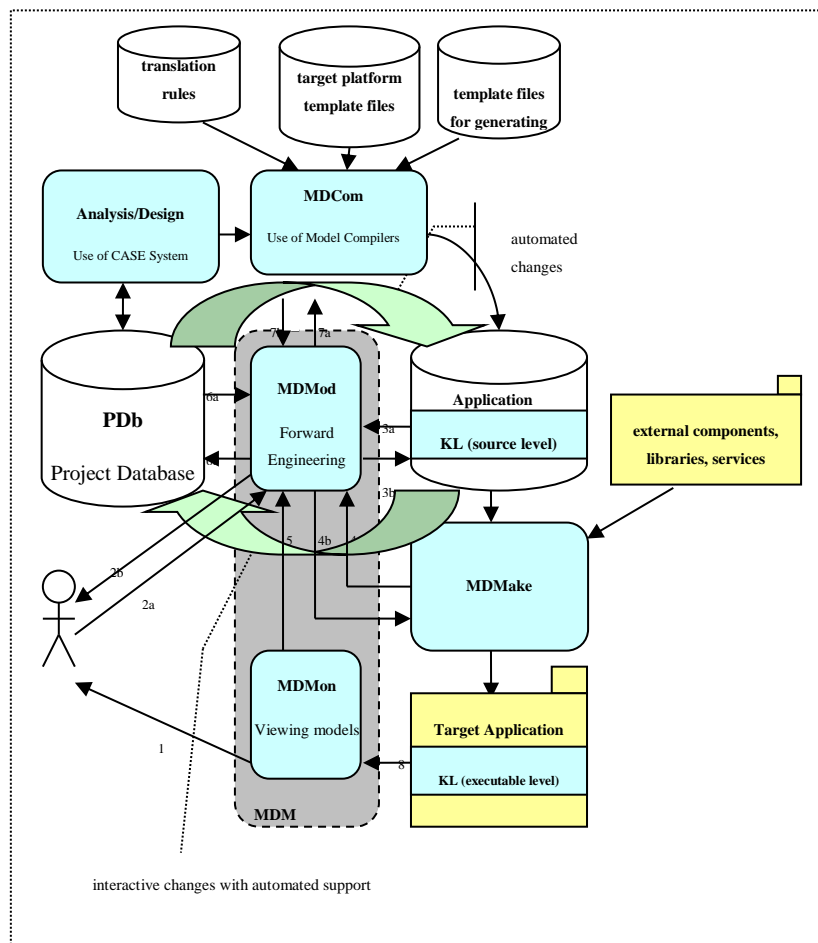 translation
rules
target platform
template files
template files
for generating
Analysis/Design
Use of CASE System
MDCom
Use of Model Compilers
automated
changes
7a
PDb
Project Database
6a
MDMod
Forward
Engineering
3a
Application
KL (source level)
external components,
libraries, services
3b
5
4b
2b
2a
MDMake
MDMon
Viewing models
1
8
Target Application
KL (executable level)
MDM
interactive changes with automated support